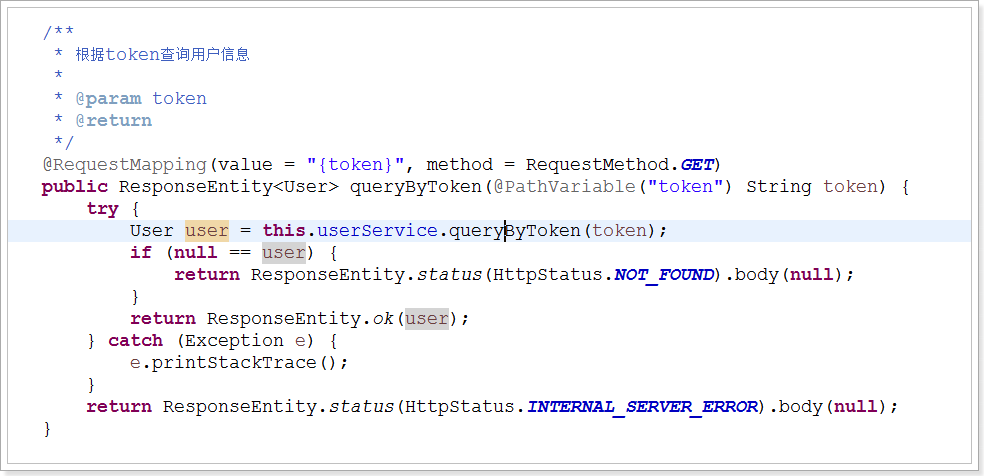 /**
 * 根据token查询用户信息
 *
 * @param token
 * @return
 */
@RequestMapping(value = "{token}", method = RequestMethod.GET)
public ResponseEntity<User> queryByToken(@PathVariable("token") String token) {
    try {
        User user = this.userService.queryByToken(token);
        if (null == user) {
            return ResponseEntity.status(HttpStatus.NOT_FOUND).body(null);
        }
        return ResponseEntity.ok(user);
    } catch (Exception e) {
        e.printStackTrace();
    }
    return ResponseEntity.status(HttpStatus.INTERNAL_SERVER_ERROR).body(null);
}